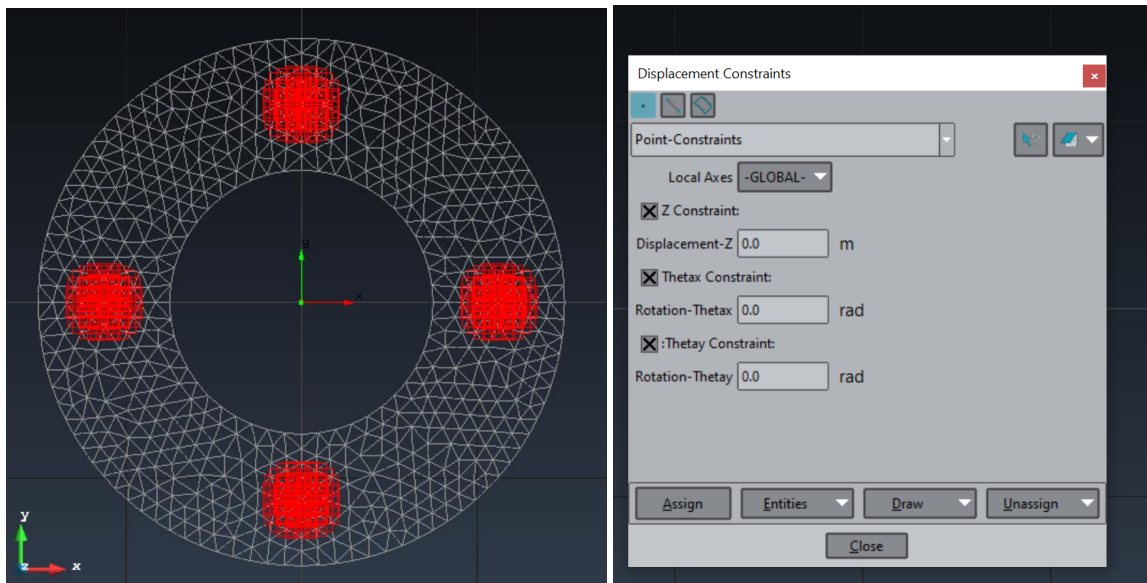 y
x
y
z
x
Displacement Constraints
x
Point-Constraints
Local Axes -GLOBAL-
Z Constraint:
Displacement-Z 0.0 m
Thetax Constraint:
Rotation-Thetax 0.0 rad
:Thetay Constraint:
Rotation-Thetay 0.0 rad
Assign Entities Draw Unassign
Close